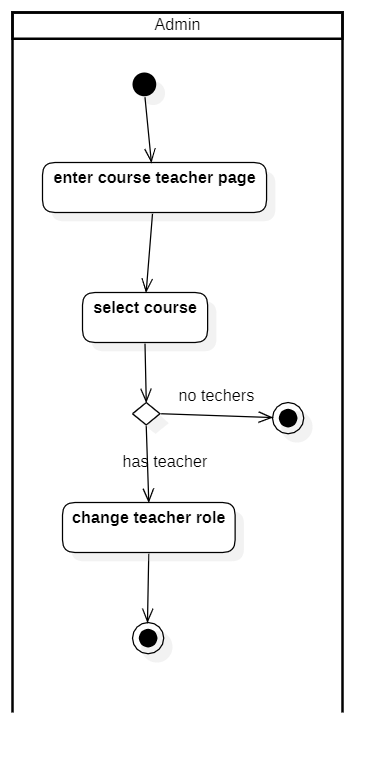 Admin
enter course teacher page
select course
no techers
has teacher
change teacher role